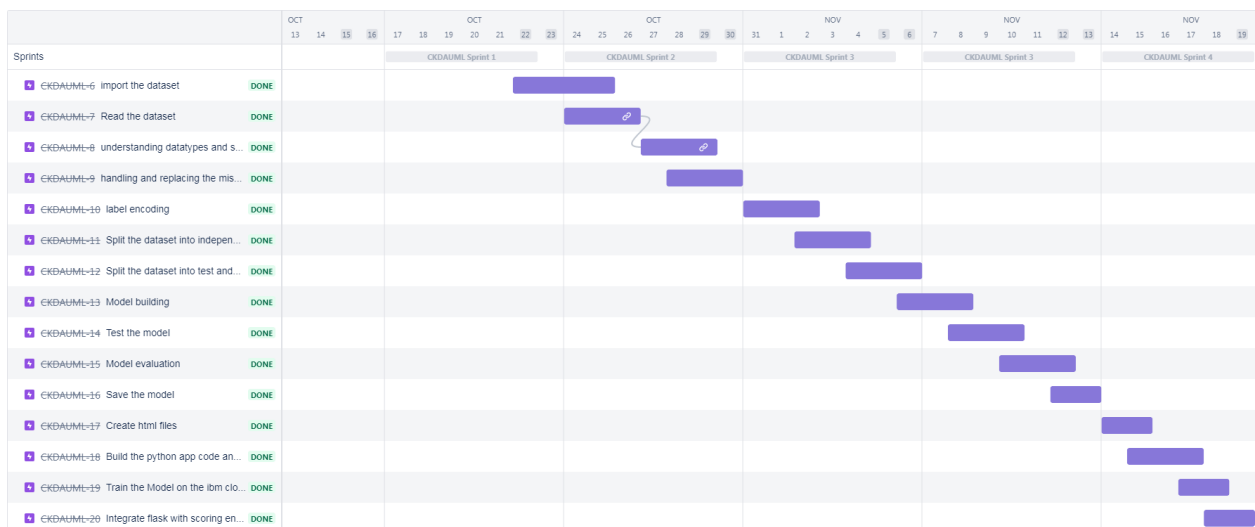 OCT OCT OCT NOV NOV NOV
13 14 15 16 17 18 19 20 21 22 23 24 25 26 27 28 29 30 31 1 2 3 4 5 6 7 8 9 10 11 12 13 14 15 16 17 18 19
Sprints CKDAUML Sprint 1 CKDAUML Sprint 2 CKDAUML Sprint 3 CKDAUML Sprint 3 CKDAUML Sprint 4
CKDAUML-6 import the dataset DONE
CKDAUML-7 Read the dataset DONE
CKDAUML-8 understanding datatypes and s... DONE
CKDAUML-9 handling and replacing the mis... DONE
CKDAUML-10 label encoding DONE
CKDAUML-11 Split the dataset into indepen... DONE
CKDAUML-12 Split the dataset into test and... DONE
CKDAUML-13 Model building DONE
CKDAUML-14 Test the model DONE
CKDAUML-15 Model evaluation DONE
CKDAUML-16 Save the model DONE
CKDAUML-17 Create html files DONE
CKDAUML-18 Build the python app code an... DONE
CKDAUML-19 Train the Model on the ibm clo... DONE
CKDAUML-20 Integrate flask with scoring en... DONE